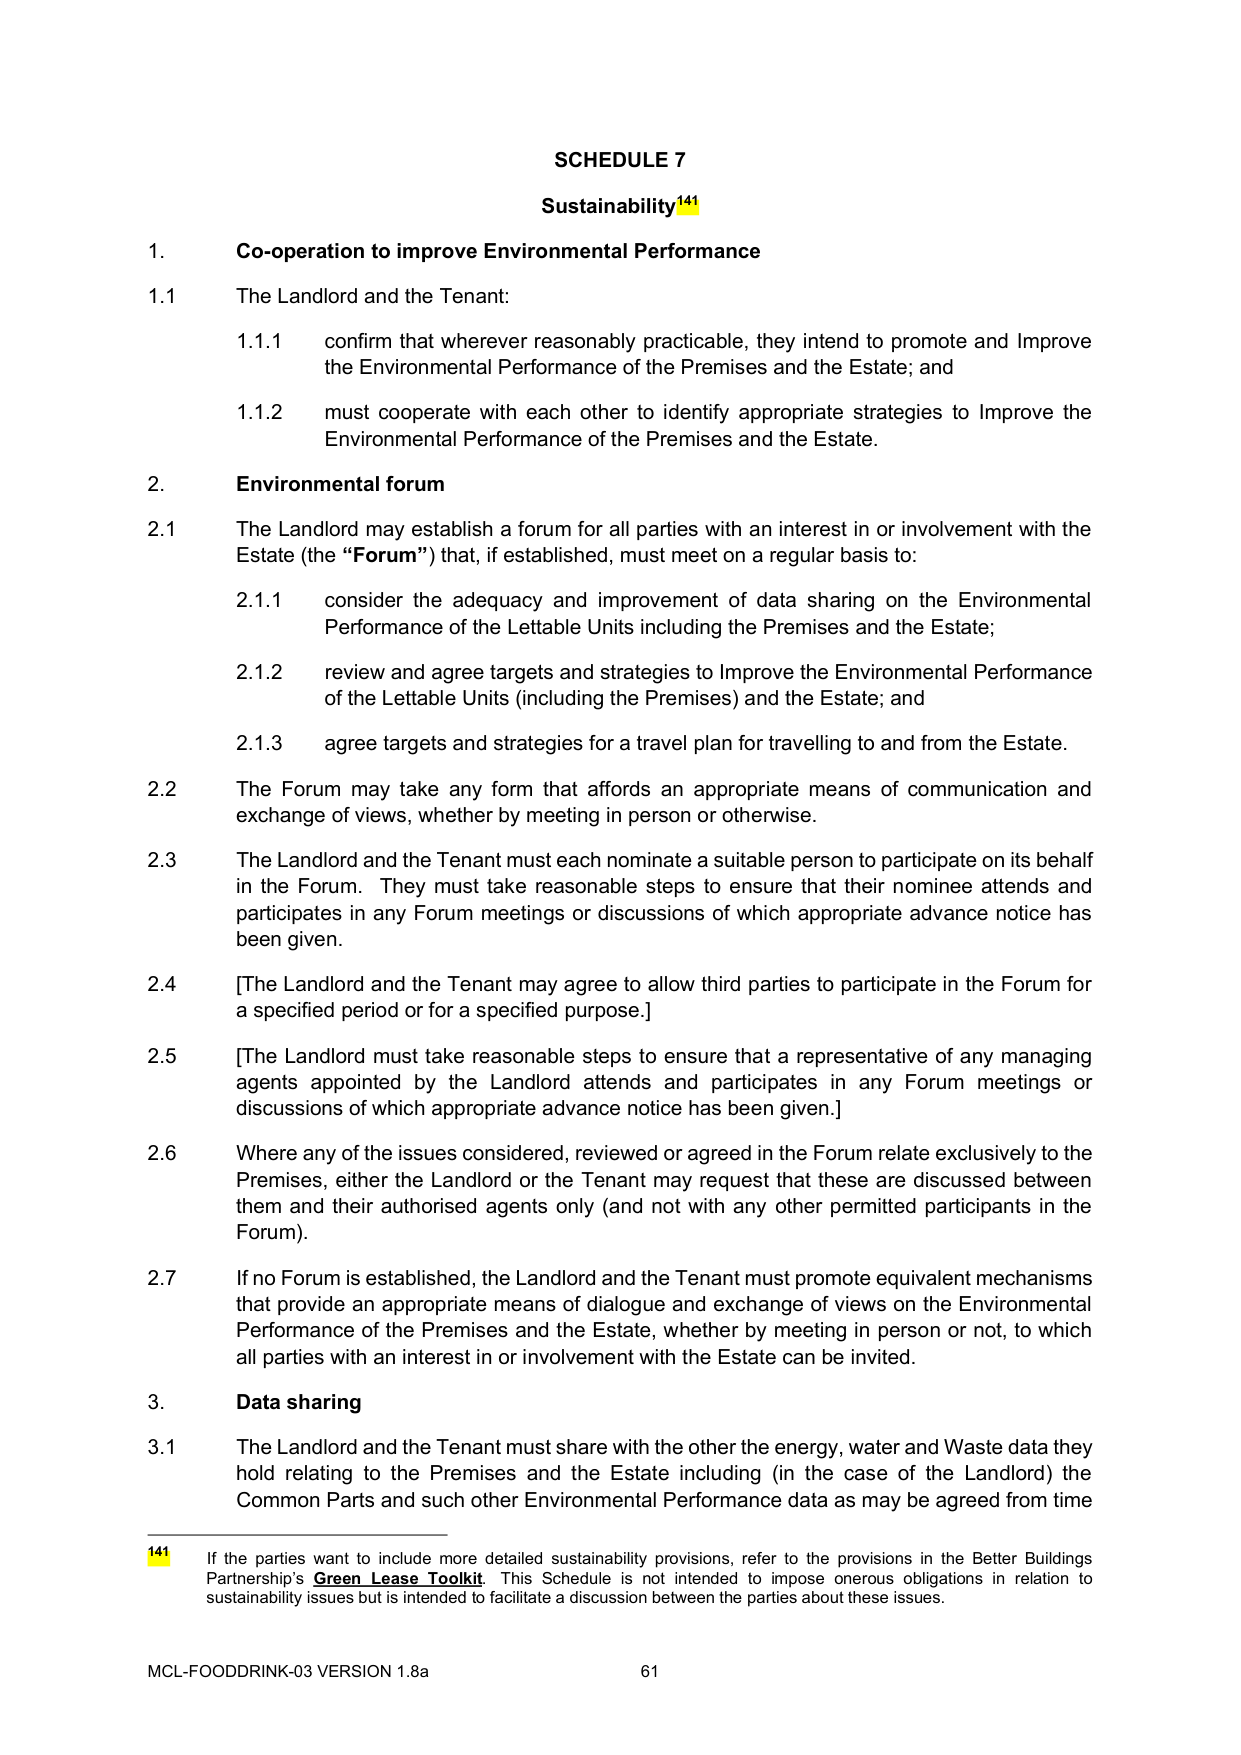 SCHEDULE 7
Sustainability141
1. Co-operation to improve Environmental Performance
1.1 The Landlord and the Tenant:
1.1.1 confirm that wherever reasonably practicable, they intend to promote and Improve
the Environmental Performance of the Premises and the Estate; and
1.1.2 must cooperate with each other to identify appropriate strategies to Improve the
Environmental Performance of the Premises and the Estate.
2. Environmental forum
2.1 The Landlord may establish a forum for all parties with an interest in or involvement with the
Estate (the “Forum”) that, if established, must meet on a regular basis to:
2.1.1 consider the adequacy and improvement of data sharing on the Environmental
Performance of the Lettable Units including the Premises and the Estate;
2.1.2 review and agree targets and strategies to Improve the Environmental Performance
of the Lettable Units (including the Premises) and the Estate; and
2.1.3 agree targets and strategies for a travel plan for travelling to and from the Estate.
2.2 The Forum may take any form that affords an appropriate means of communication and
exchange of views, whether by meeting in person or otherwise.
2.3 The Landlord and the Tenant must each nominate a suitable person to participate on its behalf
in the Forum. They must take reasonable steps to ensure that their nominee attends and
participates in any Forum meetings or discussions of which appropriate advance notice has
been given.
2.4 [The Landlord and the Tenant may agree to allow third parties to participate in the Forum for
a specified period or for a specified purpose.]
2.5 [The Landlord must take reasonable steps to ensure that a representative of any managing
agents appointed by the Landlord attends and participates in any Forum meetings or
discussions of which appropriate advance notice has been given.]
2.6 Where any of the issues considered, reviewed or agreed in the Forum relate exclusively to the
Premises, either the Landlord or the Tenant may request that these are discussed between
them and their authorised agents only (and not with any other permitted participants in the
Forum).
2.7 If no Forum is established, the Landlord and the Tenant must promote equivalent mechanisms
that provide an appropriate means of dialogue and exchange of views on the Environmental
Performance of the Premises and the Estate, whether by meeting in person or not, to which
all parties with an interest in or involvement with the Estate can be invited.
3. Data sharing
3.1 The Landlord and the Tenant must share with the other the energy, water and Waste data they
hold relating to the Premises and the Estate including (in the case of the Landlord) the
Common Parts and such other Environmental Performance data as may be agreed from time
141 If the parties want to include more detailed sustainability provisions, refer to the provisions in the Better Buildings
Partnership’s Green Lease Toolkit. This Schedule is not intended to impose onerous obligations in relation to
sustainability issues but is intended to facilitate a discussion between the parties about these issues.
MCL-FOODDRINK-03 VERSION 1.8a 61